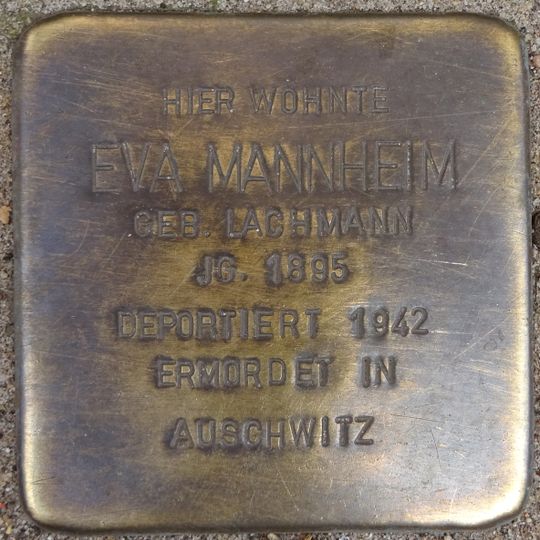 HIER WOHNTE
EVA MANNHEIM
GEB. LACHMANN
JG. 1895
DEPORTIERT 1942
ERMORDET IN
AUSCHWITZ